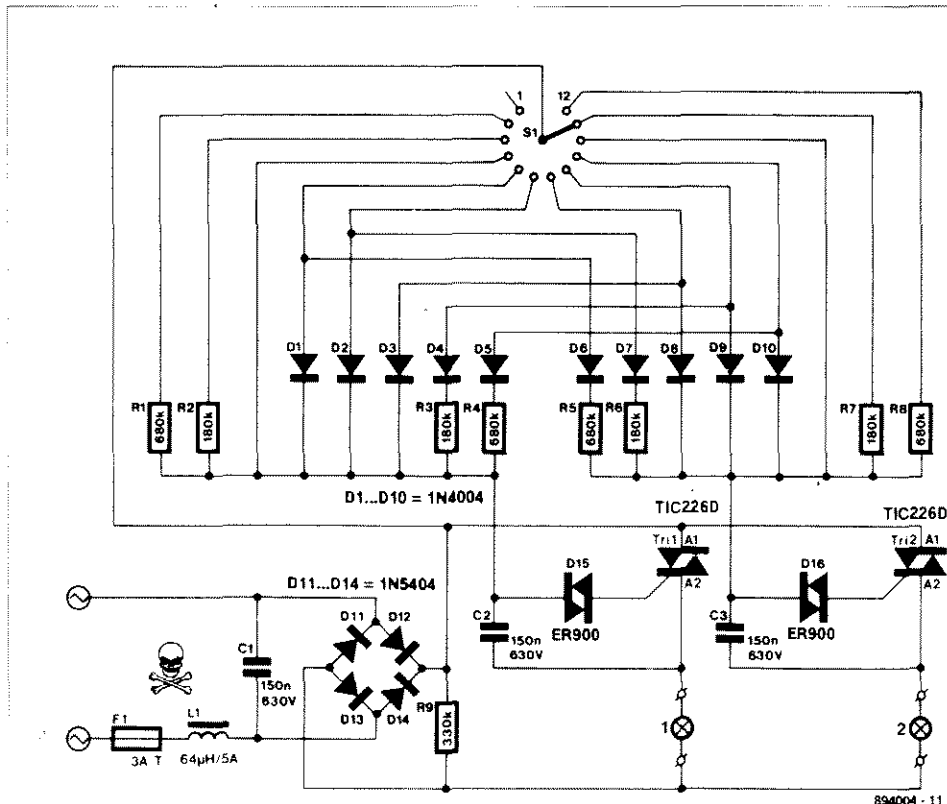 1
12
S1
D1
D2
D3
D4
D5
D6
D7
D8
D9
D10
R1
680k
R2
180k
R3
180k
R4
680k
R5
680k
R6
180k
R7
180k
R8
680k
D1...D10 = 1N4004
TIC226D
TIC226D
Tri1
A1
A2
Tri2
A1
A2
D15
ER900
D16
ER900
D11...D14 = 1N5404
D11
D12
D13
D14
C1
150n
630V
C2
150n
630V
C3
150n
630V
R9
330k
F1
3A T
L1
64µH/5A
1
2
894004 - 11